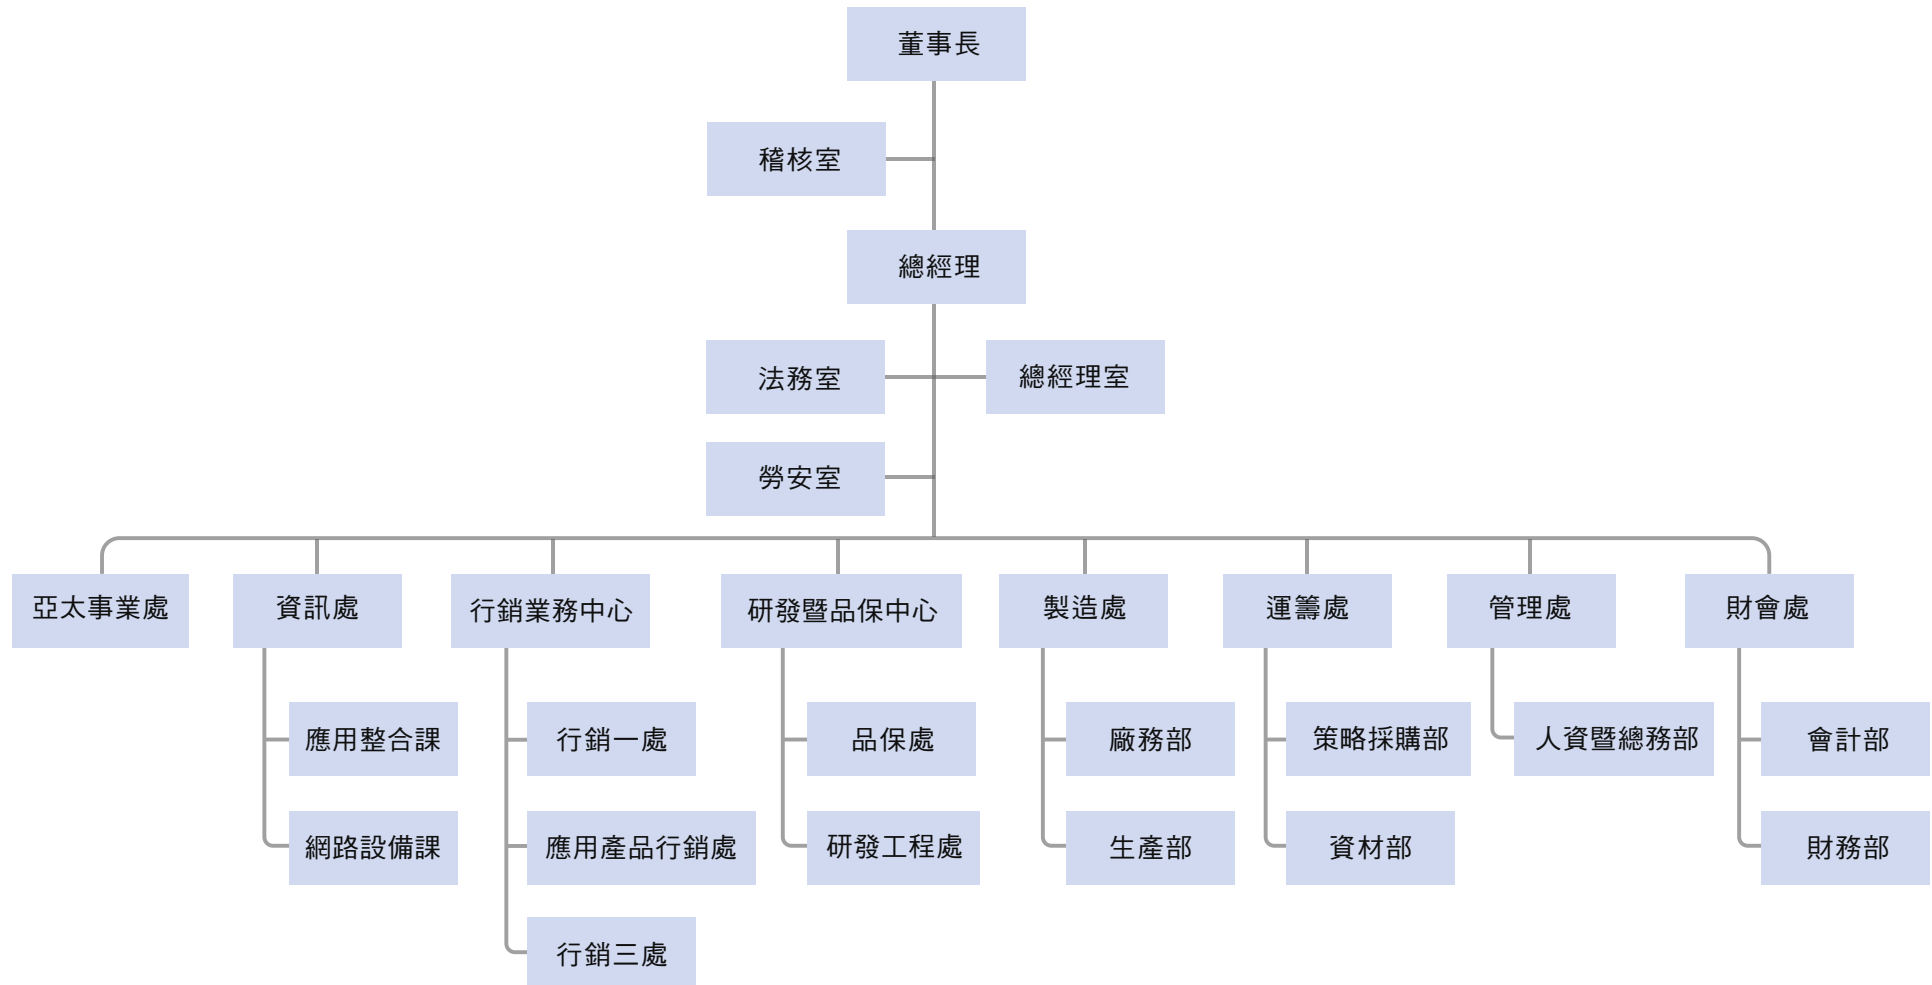 董事長
稽核室
總經理
法務室
總經理室
勞安室
亞太事業處
資訊處
行銷業務中心
研發暨品保中心
製造處
運籌處
管理處
財會處
應用整合課
行銷一處
品保處
廠務部
策略採購部
人資暨總務部
會計部
網路設備課
應用產品行銷處
研發工程處
生產部
資材部
財務部
行銷三處